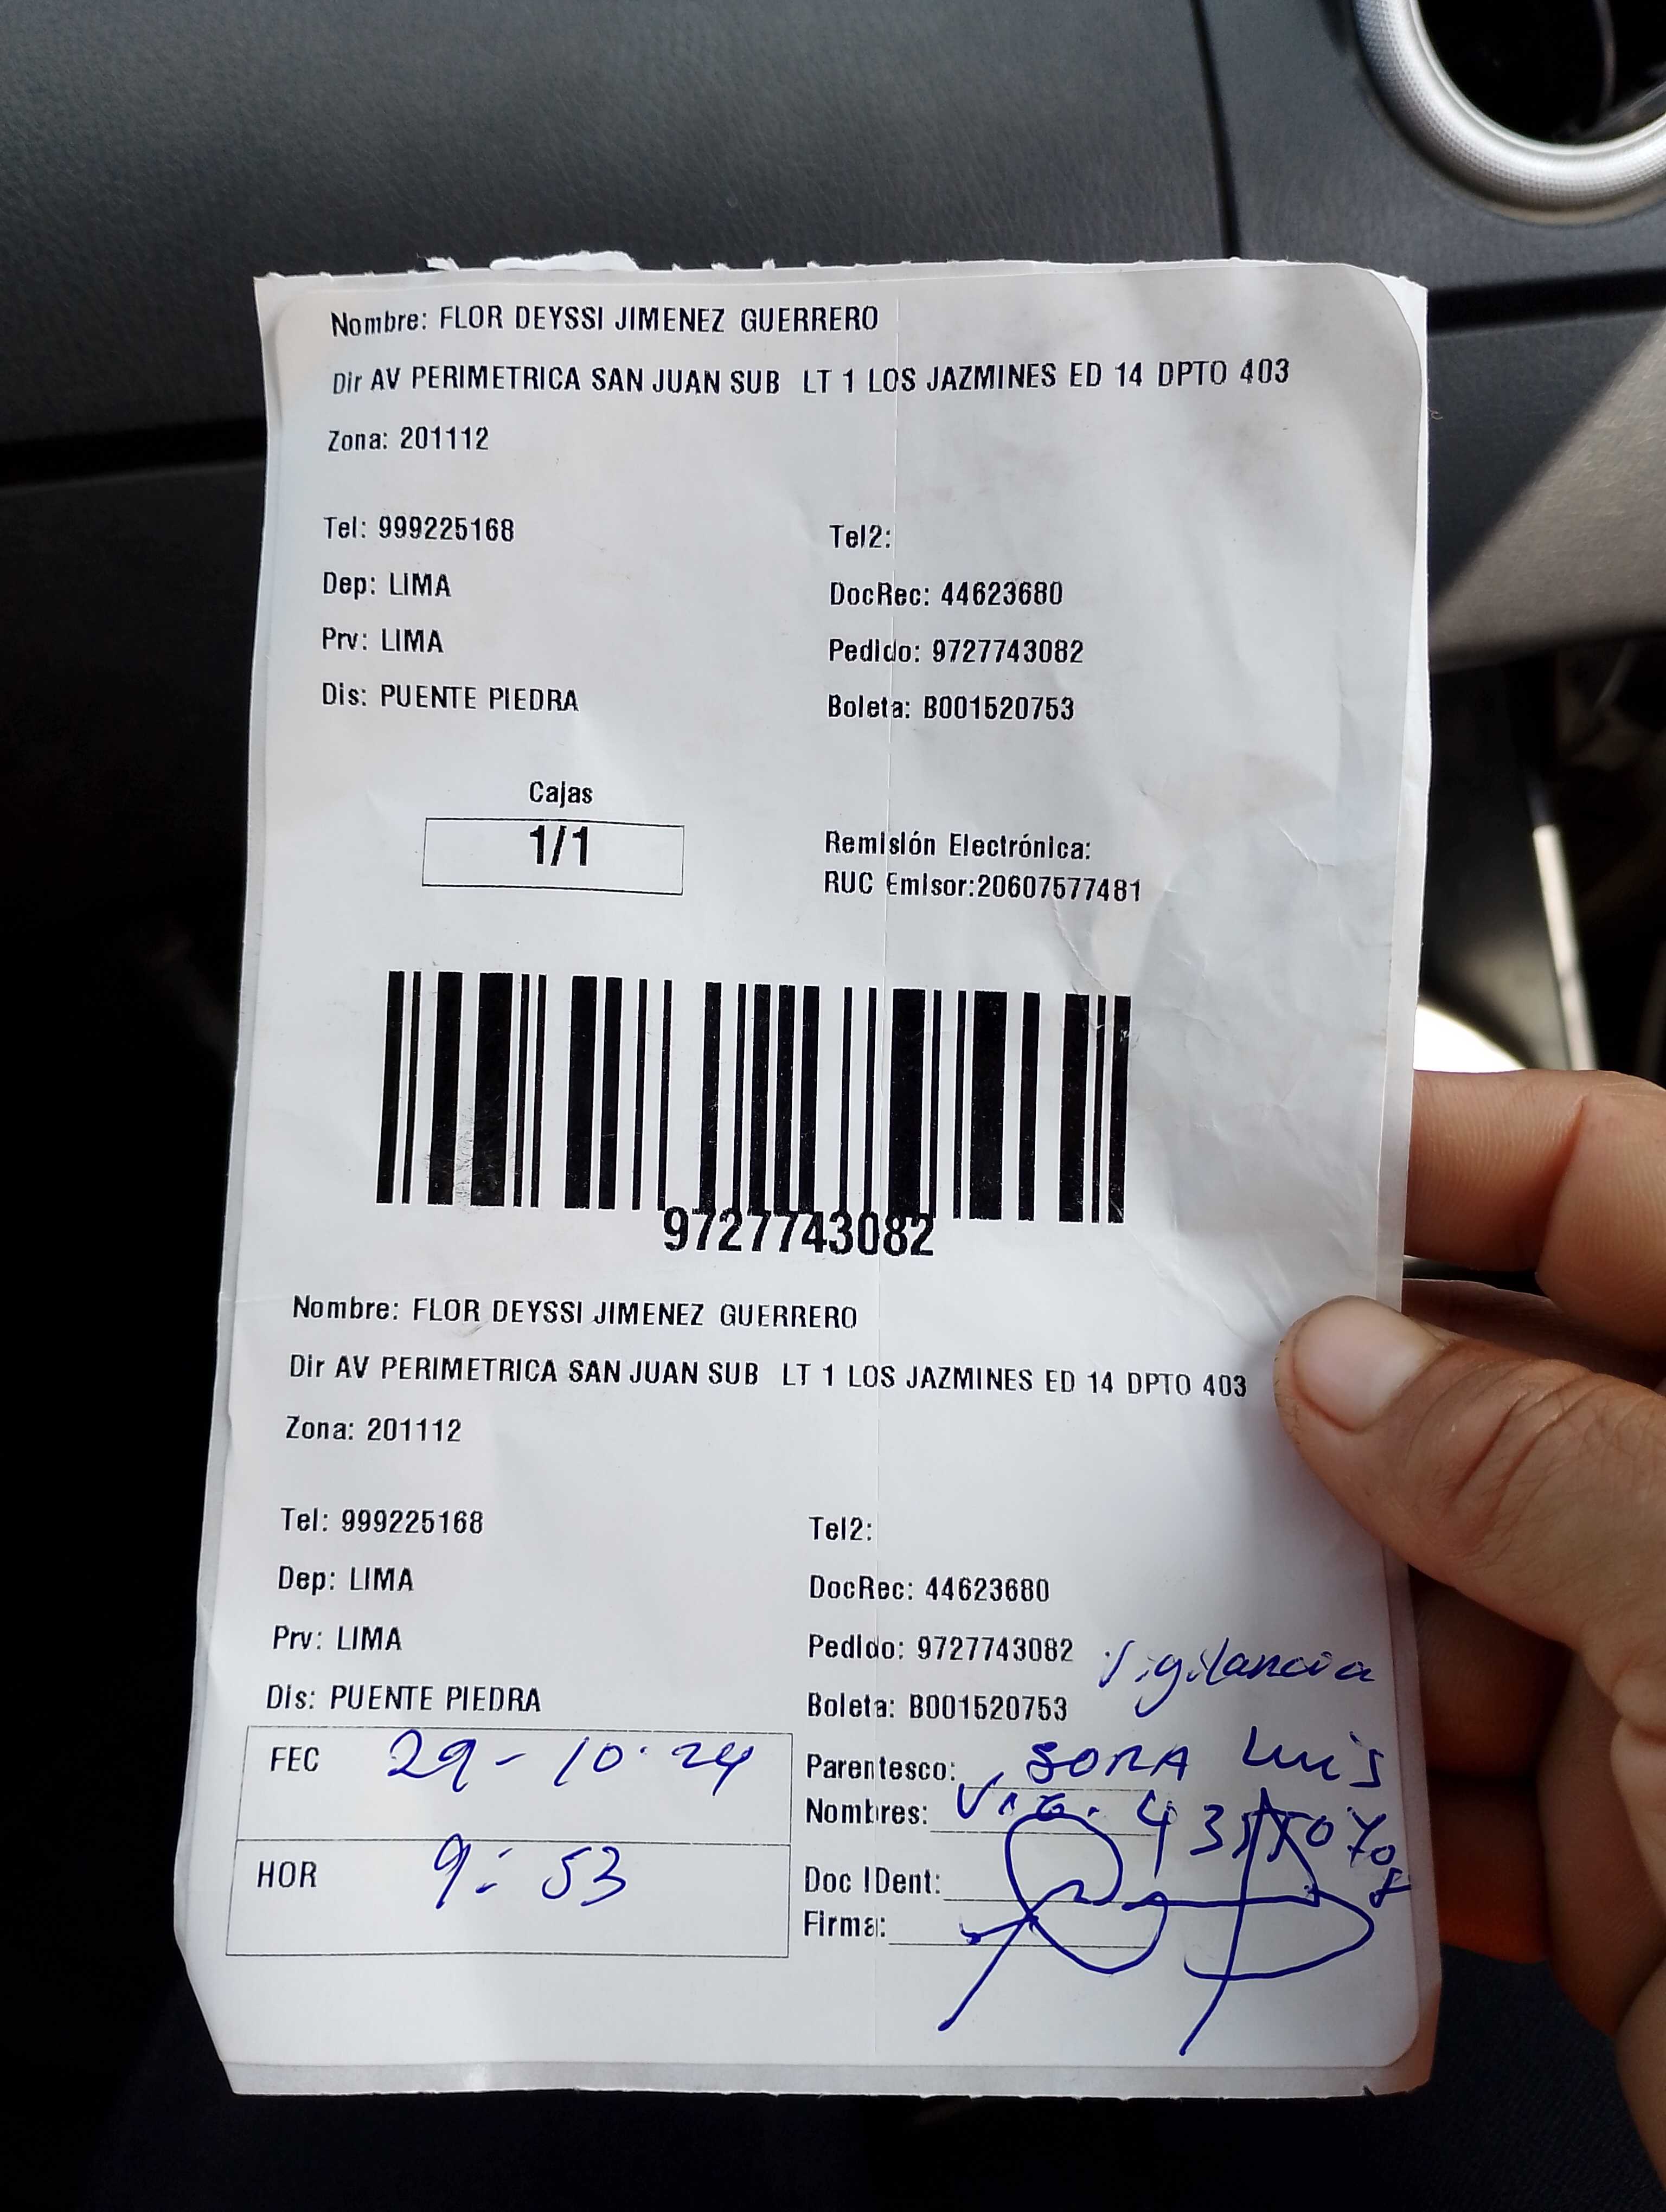 Nombre: FLOR DEYSSI JIMENEZ GUERRERO
Dir AV PERIMETRICA SAN JUAN SUB LT 1 LOS JAZMINES ED 14 DPTO 403
Zona: 201112
Tel: 999225168 Tel2:
Dep: LIMA DocRec: 44623680
Prv: LIMA Pedido: 9727743082
Dis: PUENTE PIEDRA Boleta: B001520753
Cajas
1/1
Remisión Electrónica:
RUC Emisor:20607577481
9727743082
Nombre: FLOR DEYSSI JIMENEZ GUERRERO
Dir AV PERIMETRICA SAN JUAN SUB LT 1 LOS JAZMINES ED 14 DPTO 403
Zona: 201112
Tel: 999225168 Tel2:
Dep: LIMA DocRec: 44623680
Prv: LIMA Pedido: 9727743082 Vigilancia
Dis: PUENTE PIEDRA Boleta: B001520753
FEC 29-10-24 Parentesco: SORA Luis
Nombres: VIG.
HOR 9:53 Doc IDent:
Firma: